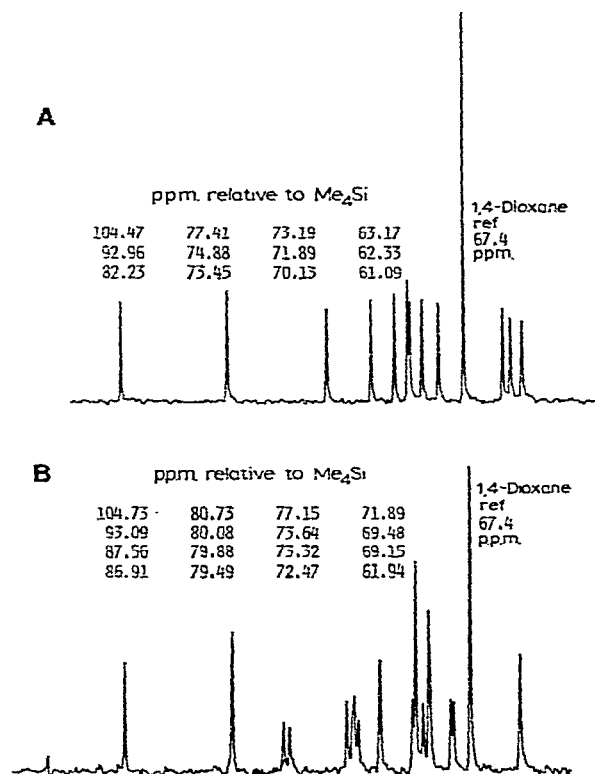 A
ppm relative to Me4Si
104.47 77.41 73.19 63.17
92.96 74.88 71.89 62.33
82.23 73.45 70.13 61.09
1,4-Dioxane
ref
67.4
ppm.
B
ppm relative to Me4Si
104.73 80.73 77.15 71.89
93.09 80.08 73.64 69.48
87.56 79.88 73.32 69.15
86.91 79.49 72.47 61.94
1,4-Dioxane
ref
67.4
ppm.